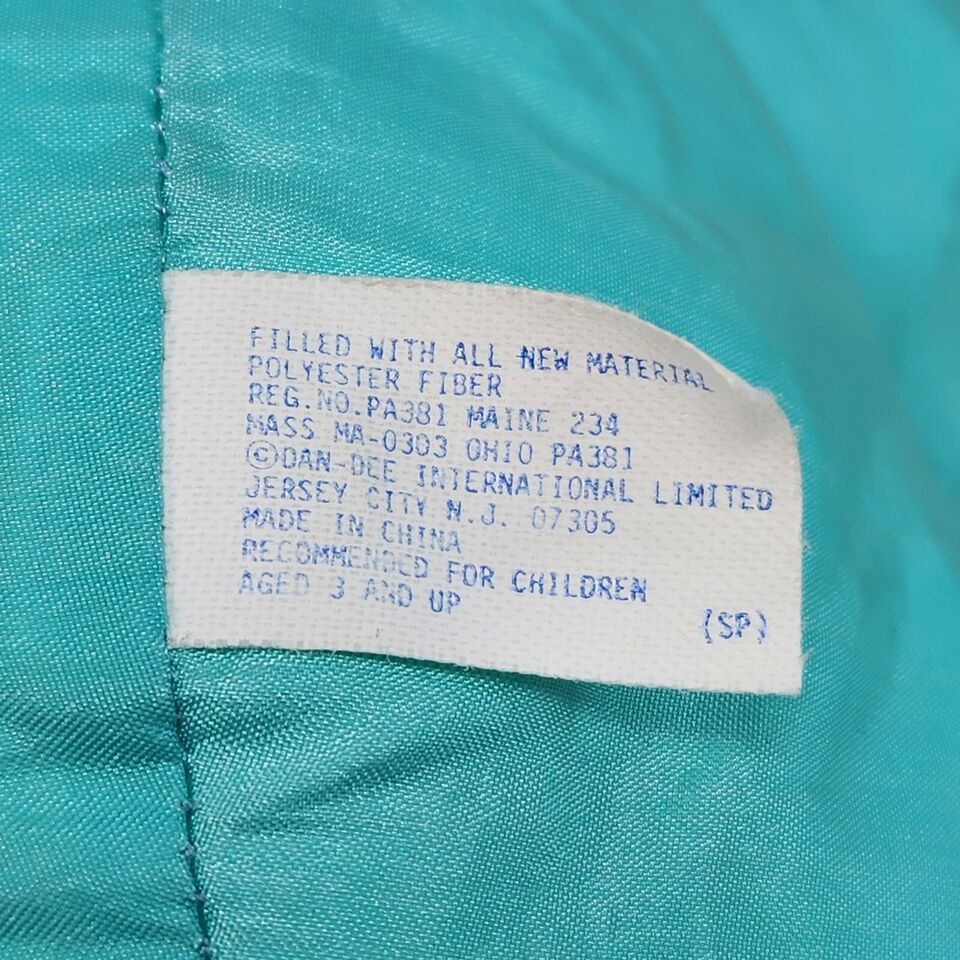 FILLED WITH ALL NEW MATERIAL
POLYESTER FIBER
REG.NO.PA381 MAINE 234
MASS MA-0303 OHIO PA381
©DAN-DEE INTERNATIONAL LIMITED
JERSEY CITY N.J. 07305
MADE IN CHINA
RECOMMENDED FOR CHILDREN
AGED 3 AND UP
(SP)